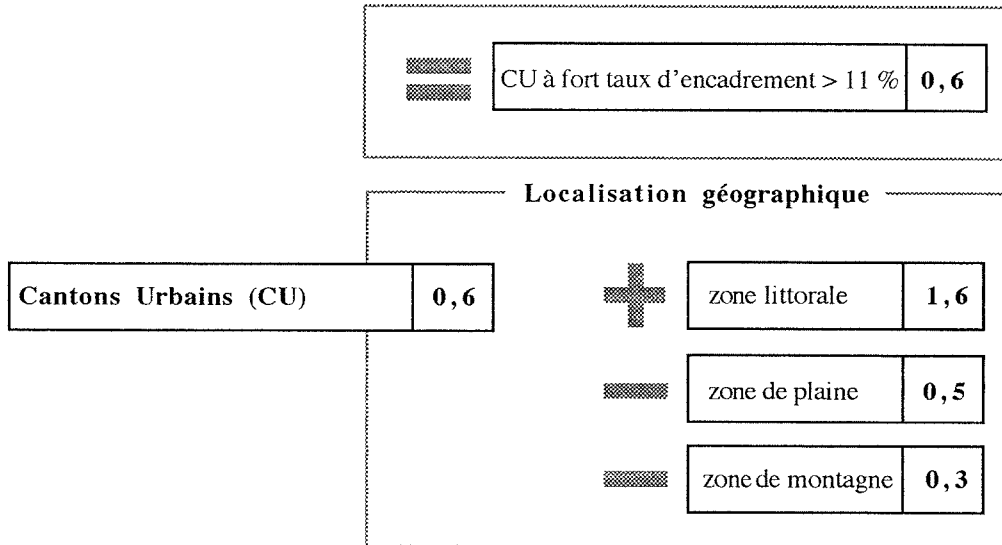 CU à fort taux d'encadrement > 11 % 0,6
Localisation géographique
Cantons Urbains (CU) 0,6
zone littorale 1,6
zone de plaine 0,5
zone de montagne 0,3